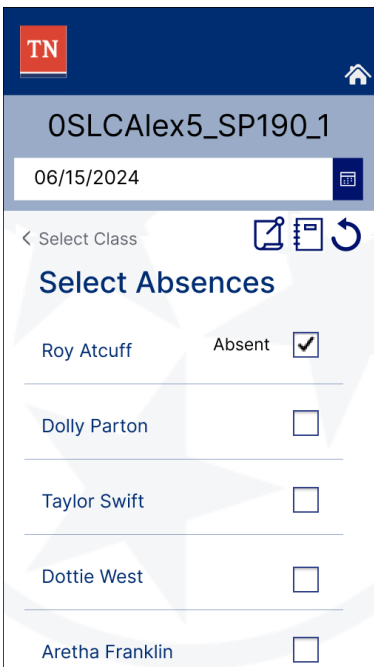 TN
0SLCAlex5_SP190_1
06/15/2024
< Select Class
Select Absences
Roy Atcuff Absent
Dolly Parton
Taylor Swift
Dottie West
Aretha Franklin